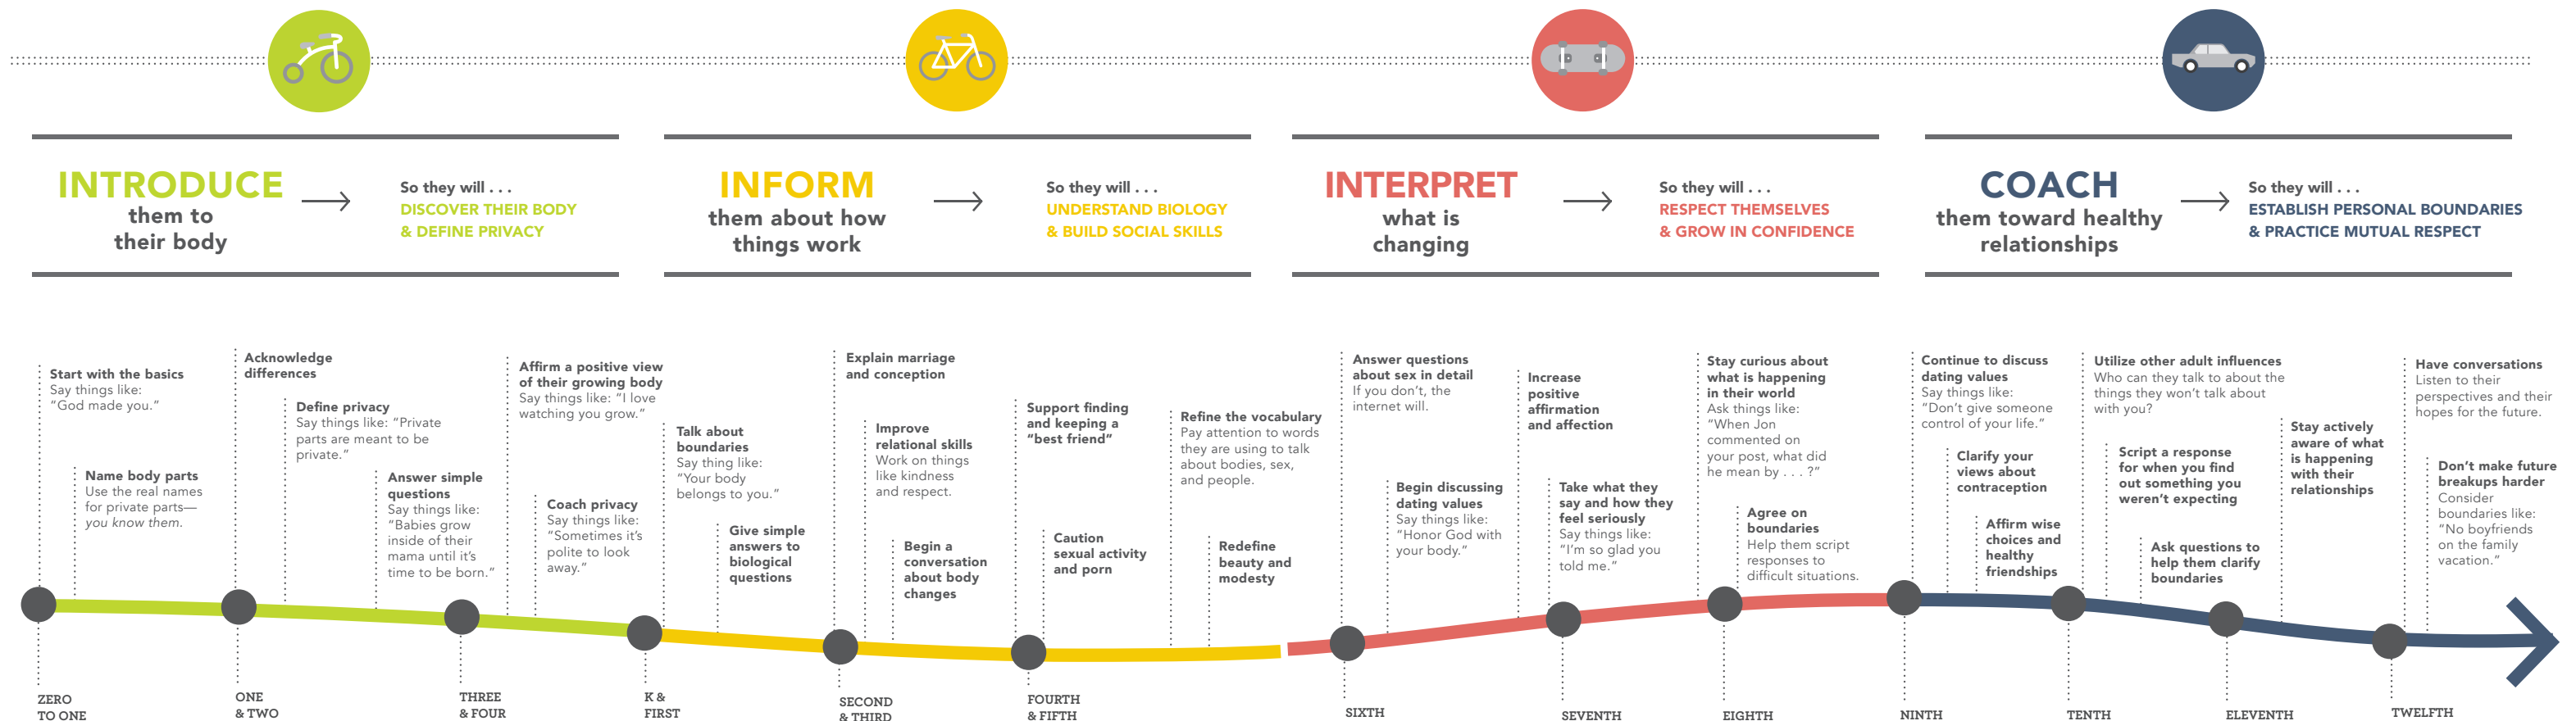 INTRODUCE
them to
their body
So they will . . .
DISCOVER THEIR BODY
& DEFINE PRIVACY
INFORM
them about how
things work
So they will . . .
UNDERSTAND BIOLOGY
& BUILD SOCIAL SKILLS
INTERPRET
what is
changing
So they will . . .
RESPECT THEMSELVES
& GROW IN CONFIDENCE
COACH
them toward healthy
relationships
So they will . . .
ESTABLISH PERSONAL BOUNDARIES
& PRACTICE MUTUAL RESPECT
Start with the basics
Say things like:
“God made you.”
Name body parts
Use the real names
for private parts—
you know them.
Acknowledge
differences
Define privacy
Say things like: “Private
parts are meant to be
private.”
Answer simple
questions
Say things like:
“Babies grow
inside of their
mama until it’s
time to be born.”
Affirm a positive view
of their growing body
Say things like: “I love
watching you grow.”
Coach privacy
Say things like:
“Sometimes it’s
polite to look
away.”
Talk about
boundaries
Say thing like:
“Your body
belongs to you.”
Give simple
answers to
biological
questions
Explain marriage
and conception
Improve
relational skills
Work on things
like kindness
and respect.
Begin a
conversation
about body
changes
Support finding
and keeping a
“best friend”
Caution
sexual activity
and porn
Refine the vocabulary
Pay attention to words
they are using to talk
about bodies, sex,
and people.
Redefine
beauty and
modesty
Answer questions
about sex in detail
If you don’t, the
internet will.
Begin discussing
dating values
Say things like:
“Honor God with
your body.”
Increase
positive
affirmation
and affection
Take what they
say and how they
feel seriously
Say things like:
“I’m so glad you
told me.”
Stay curious about
what is happening
in their world
Ask things like:
“When Jon
commented on
your post, what did
he mean by . . . ?”
Agree on
boundaries
Help them script
responses to
difficult situations.
Continue to discuss
dating values
Say things like:
“Don’t give someone
control of your life.”
Clarify your
views about
contraception
Affirm wise
choices and
healthy
friendships
Utilize other adult influences
Who can they talk to about the
things they won’t talk about
with you?
Script a response
for when you find
out something you
weren’t expecting
Ask questions to
help them clarify
boundaries
Stay actively
aware of what
is happening
with their
relationships
Have conversations
Listen to their
perspectives and their
hopes for the future.
Don’t make future
breakups harder
Consider
boundaries like:
“No boyfriends
on the family
vacation.”
ZERO
TO ONE
ONE
& TWO
THREE
& FOUR
K &
FIRST
SECOND
& THIRD
FOURTH
& FIFTH
SIXTH
SEVENTH
EIGHTH
NINTH
TENTH
ELEVENTH
TWELFTH